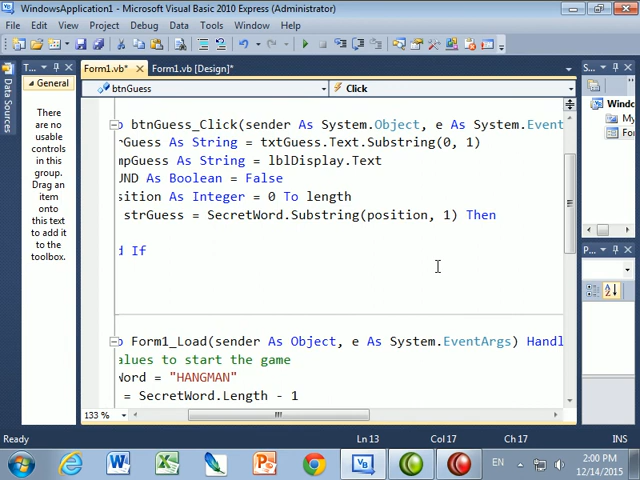 WindowsApplication1 - Microsoft Visual Basic 2010 Express (Administrator)
File Edit View Project Debug Data Tools Window Help
T... Form1.vb* Form1.vb [Design]* S...
General btnGuess Click
Data Sources
There are no usable controls in this group. Drag an item onto this text to add it to the toolbox.
b btnGuess_Click(sender As System.Object, e As System.Event
rGuess As String = txtGuess.Text.Substring(0, 1)
mpGuess As String = lblDisplay.Text
UND As Boolean = False
sition As Integer = 0 To length
strGuess = SecretWord.Substring(position, 1) Then
d If
b Form1_Load(sender As Object, e As System.EventArgs) Handl
alues to start the game
Word = "HANGMAN"
= SecretWord.Length - 1
Windo
My
Fo
P...
133 %
Ready Ln 13 Col 17 Ch 17 INS
EN 2:00 PM
12/14/2015